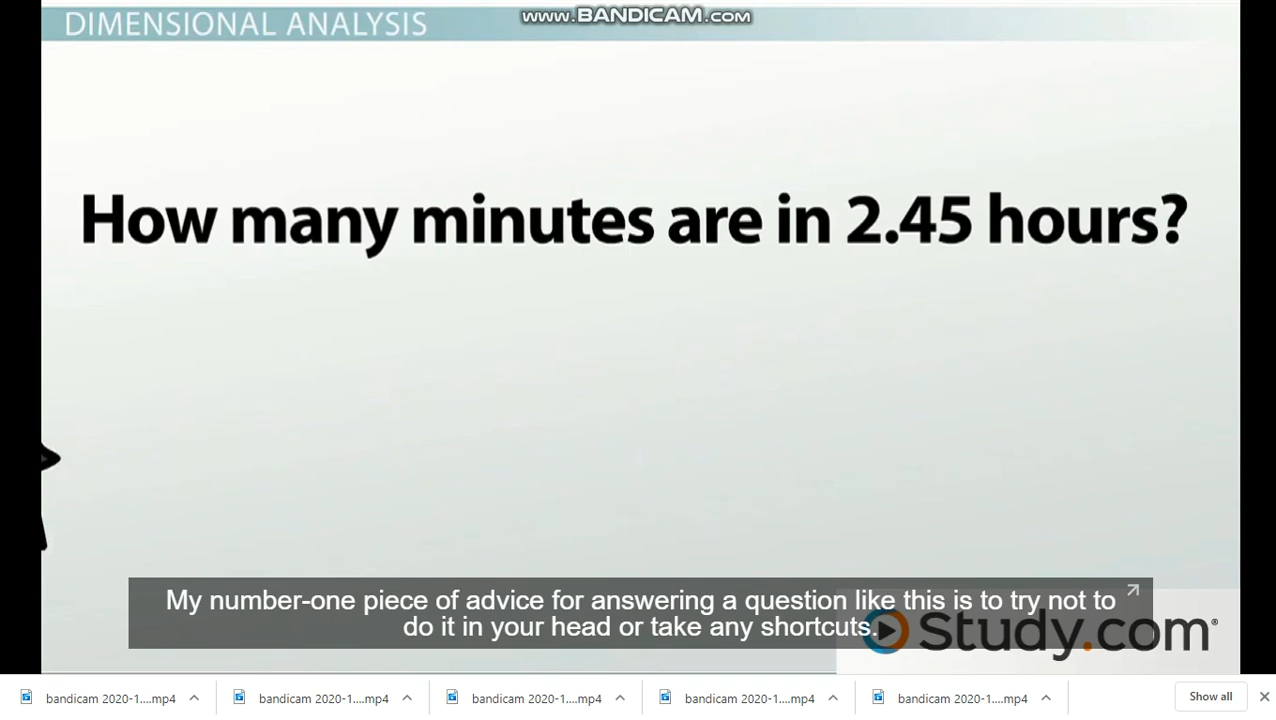 www.BANDICAM.com
DIMENSIONAL ANALYSIS
How many minutes are in 2.45 hours?
My number-one piece of advice for answering a question like this is to try not to
do it in your head or take any shortcuts.
Study.com®
bandicam 2020-1....mp4
bandicam 2020-1....mp4
bandicam 2020-1....mp4
bandicam 2020-1....mp4
bandicam 2020-1....mp4
Show all